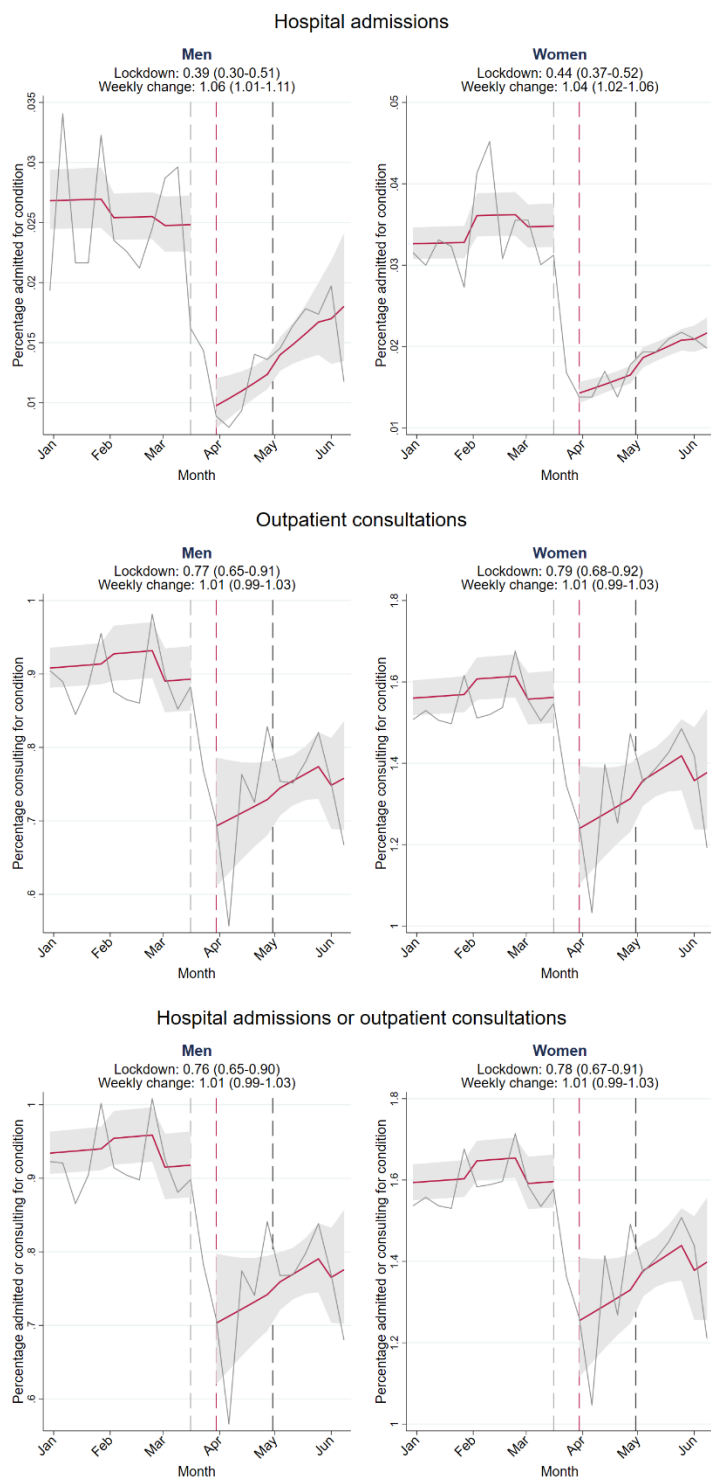 Hospital admissions
Men
Lockdown: 0.39 (0.30-0.51)
Weekly change: 1.06 (1.01-1.11)
Percentage admitted for condition
.035
.03
.025
.02
.015
.01
Jan
Feb
Mar
Apr
May
Jun
Month
Women
Lockdown: 0.44 (0.37-0.52)
Weekly change: 1.04 (1.02-1.06)
Percentage admitted for condition
.05
.04
.03
.02
.01
Jan
Feb
Mar
Apr
May
Jun
Month
Outpatient consultations
Men
Lockdown: 0.77 (0.65-0.91)
Weekly change: 1.01 (0.99-1.03)
Percentage consulting for condition
1
.9
.8
.7
.6
Jan
Feb
Mar
Apr
May
Jun
Month
Women
Lockdown: 0.79 (0.68-0.92)
Weekly change: 1.01 (0.99-1.03)
Percentage consulting for condition
1.8
1.6
1.4
1.2
1
Jan
Feb
Mar
Apr
May
Jun
Month
Hospital admissions or outpatient consultations
Men
Lockdown: 0.76 (0.65-0.90)
Weekly change: 1.01 (0.99-1.03)
Percentage admitted or consulting for condition
1
.9
.8
.7
.6
Jan
Feb
Mar
Apr
May
Jun
Month
Women
Lockdown: 0.78 (0.67-0.91)
Weekly change: 1.01 (0.99-1.03)
Percentage admitted or consulting for condition
1.8
1.6
1.4
1.2
1
Jan
Feb
Mar
Apr
May
Jun
Month